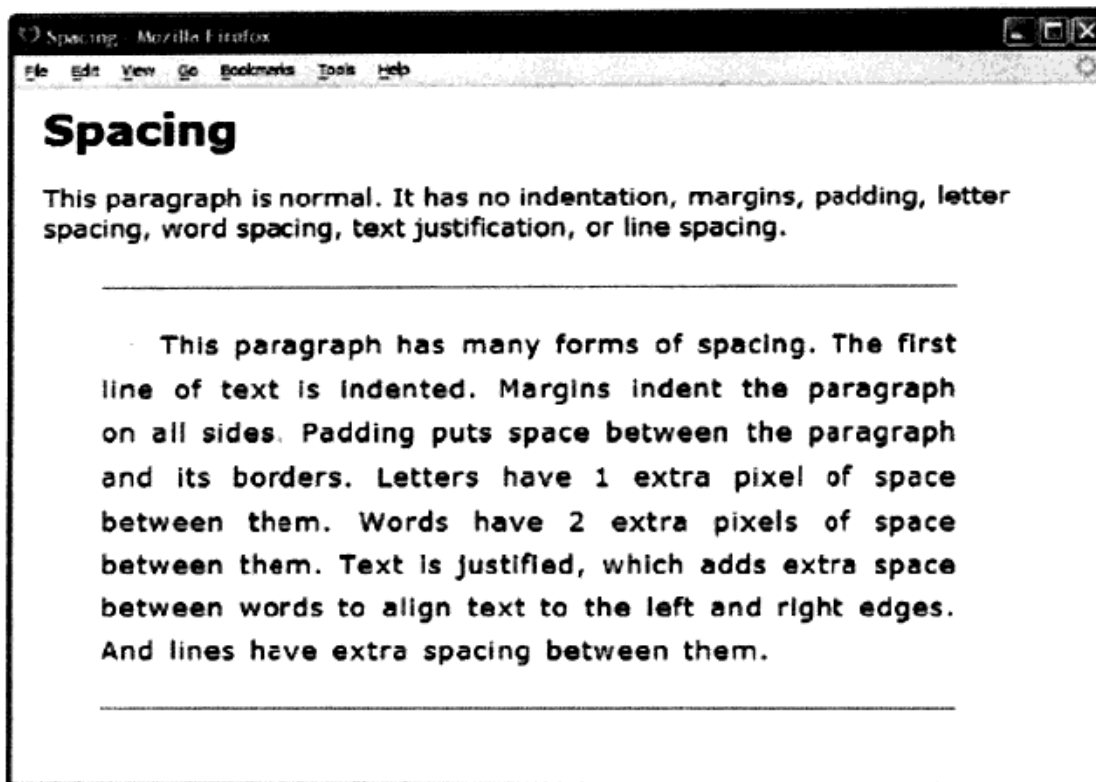 Spacing - Mozilla Firefox
File Edit View Go Bookmarks Tools Help
Spacing
This paragraph is normal. It has no indentation, margins, padding, letter
spacing, word spacing, text justification, or line spacing.
This paragraph has many forms of spacing. The first
line of text is indented. Margins indent the paragraph
on all sides. Padding puts space between the paragraph
and its borders. Letters have 1 extra pixel of space
between them. Words have 2 extra pixels of space
between them. Text is justified, which adds extra space
between words to align text to the left and right edges.
And lines have extra spacing between them.